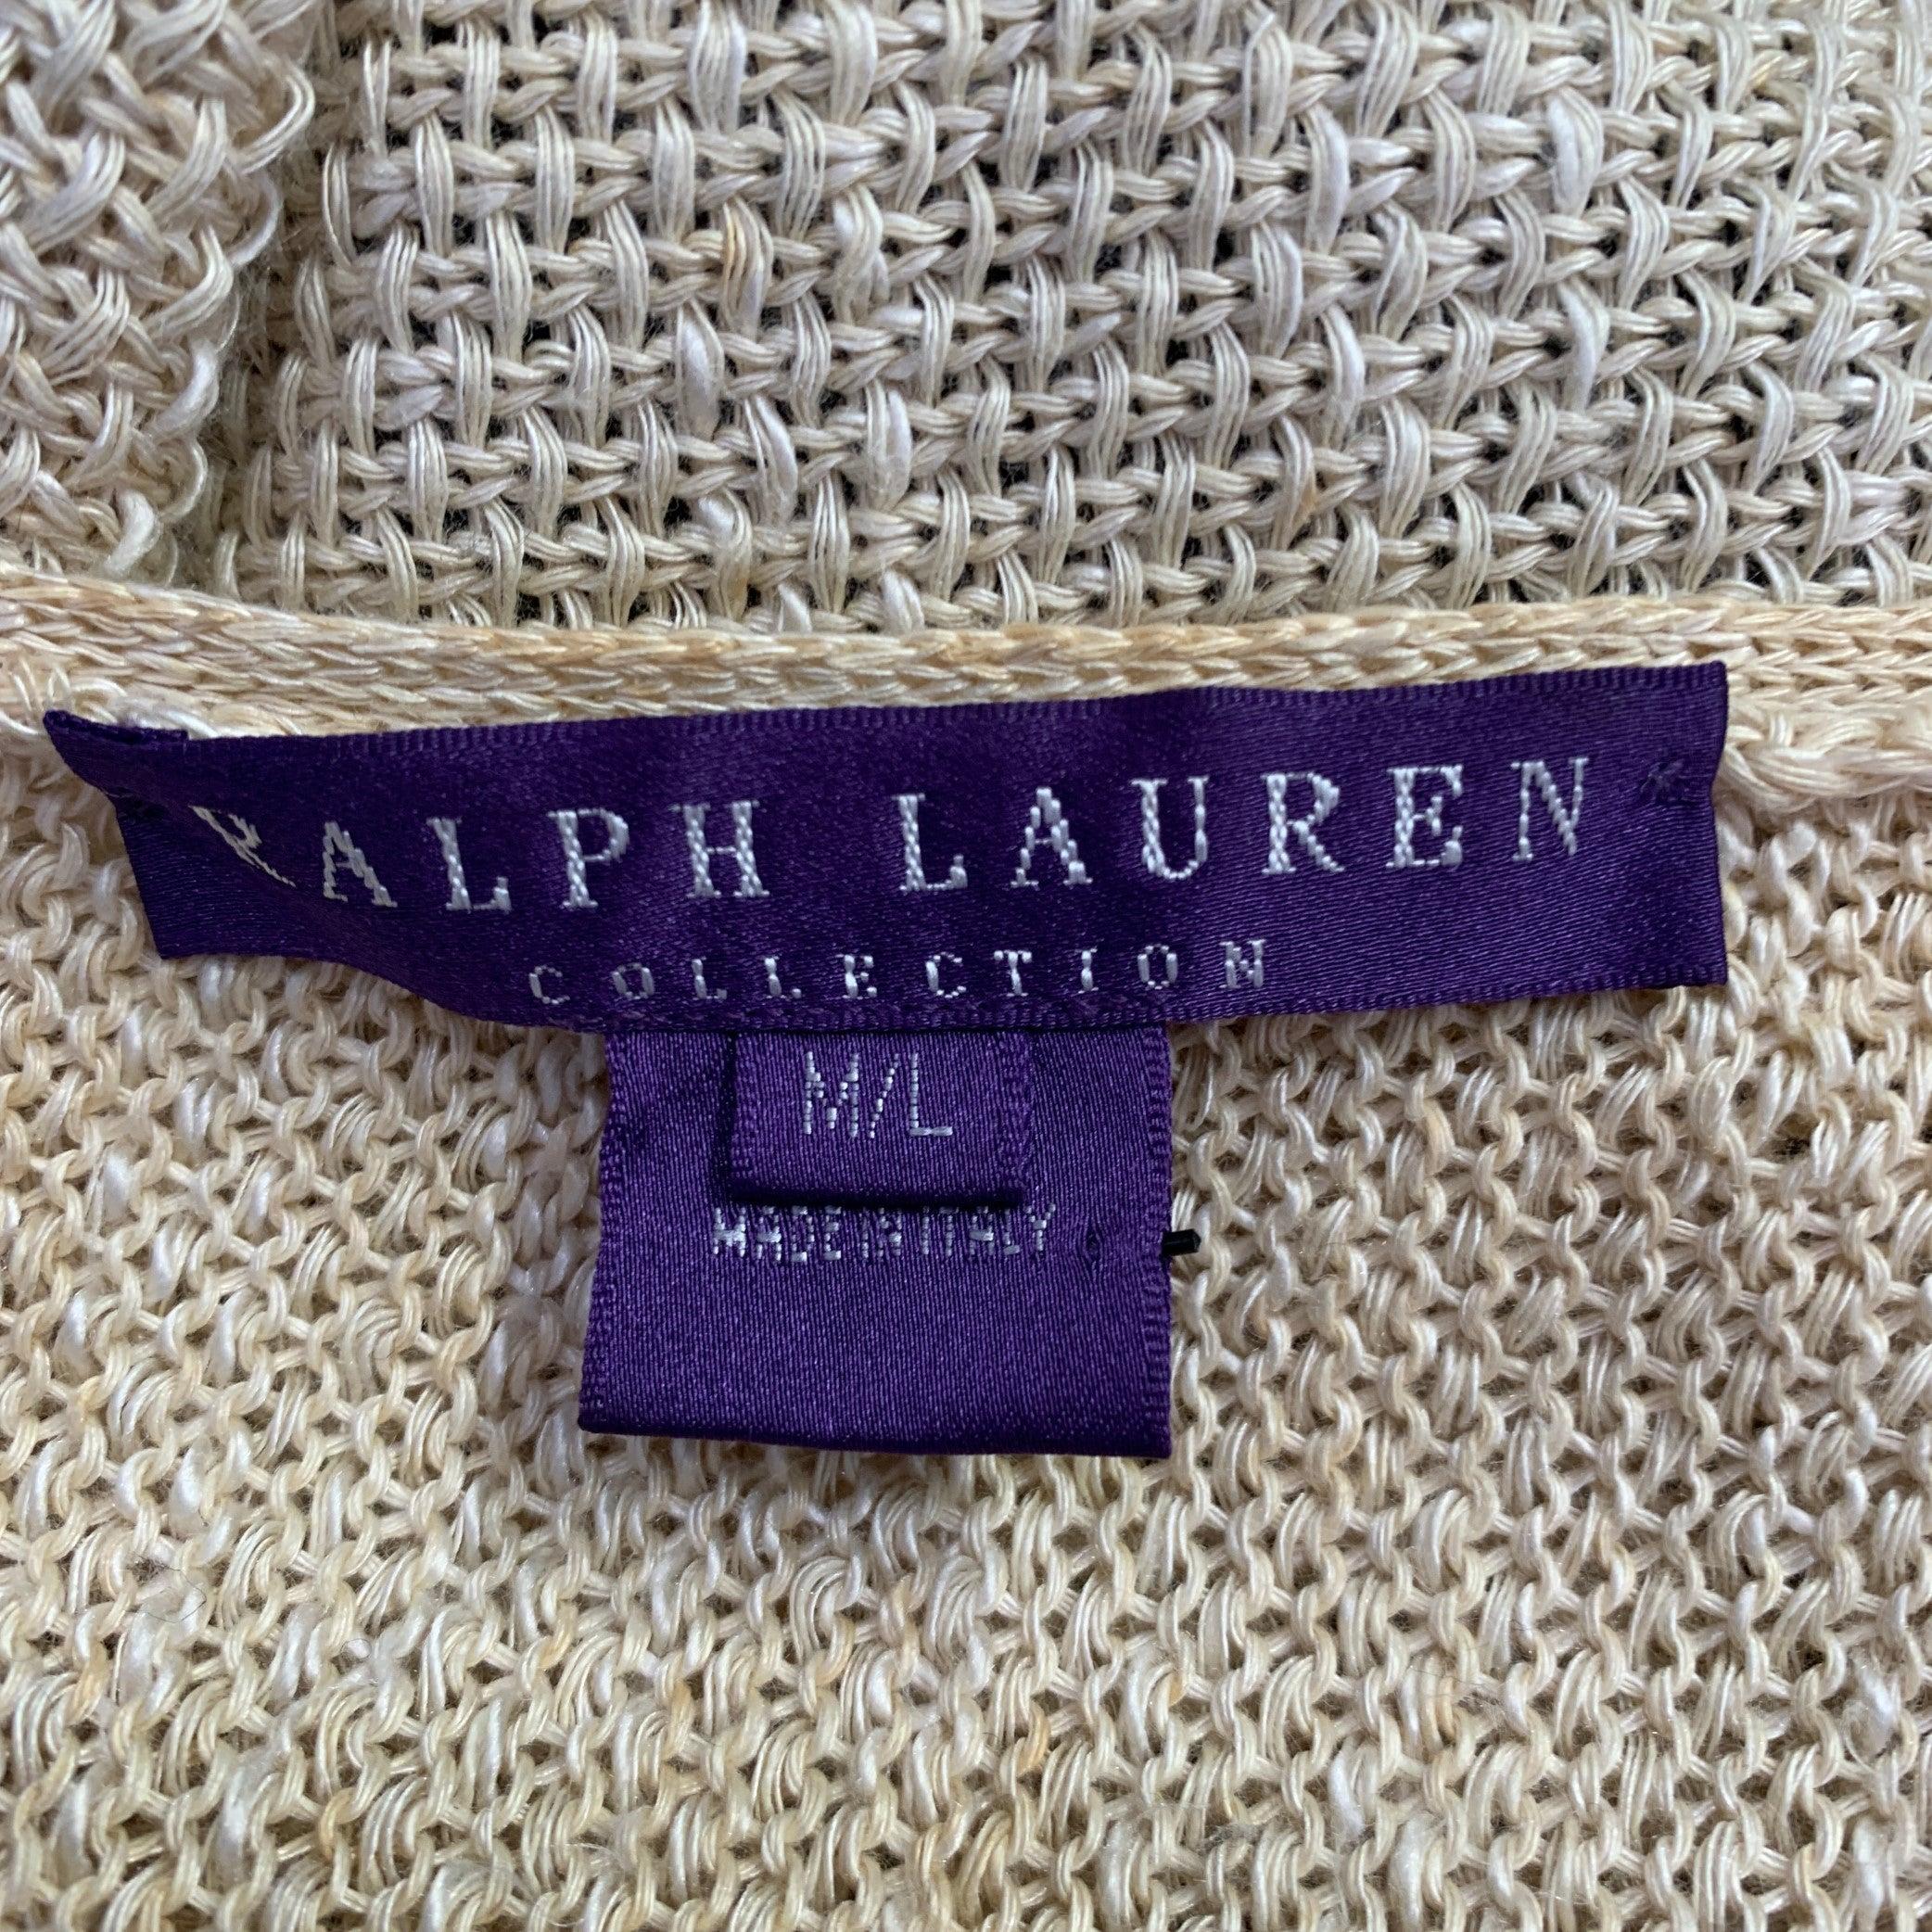 RALPH LAUREN
COLLECTION
M/L
MADE IN ITALY